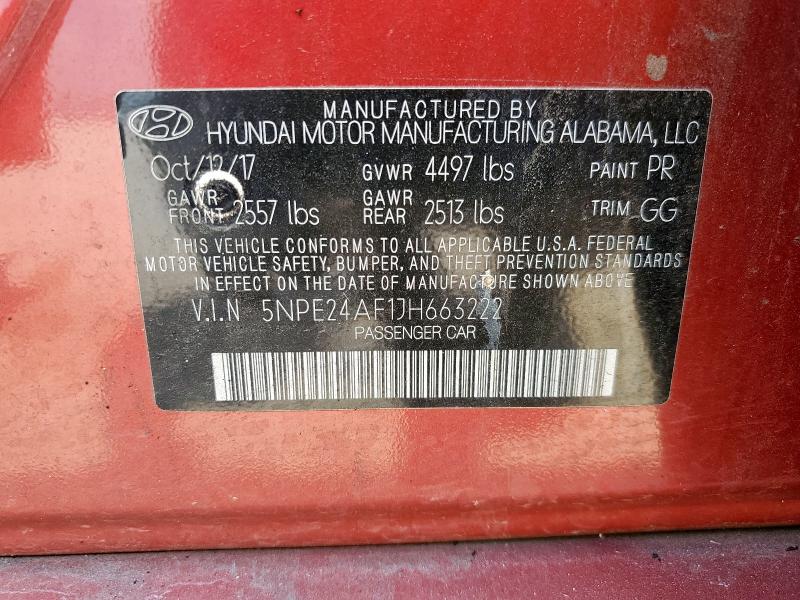 MANUFACTURED BY
HYUNDAI MOTOR MANUFACTURING ALABAMA, LLC
Oct/12/17 GVWR 4497 lbs PAINT PR
GAWR FRONT 2557 lbs GAWR REAR 2513 lbs TRIM GG
THIS VEHICLE CONFORMS TO ALL APPLICABLE U.S.A. FEDERAL
MOTOR VEHICLE SAFETY, BUMPER, AND THEFT PREVENTION STANDARDS
IN EFFECT ON THE DATE OF MANUFACTURE SHOWN ABOVE
V.I.N 5NPE24AF1JH663222
PASSENGER CAR